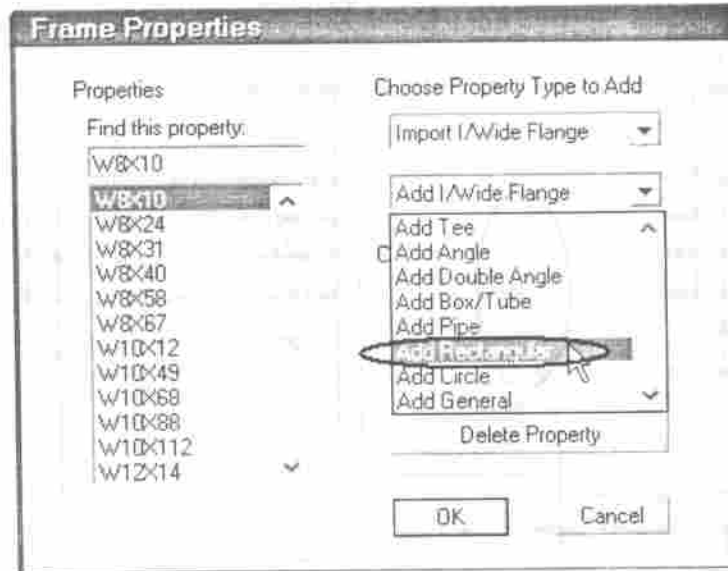 Frame Properties
Properties
Find this property:
W8X10
W8X10
W8X24
W8X31
W8X40
W8X58
W8X67
W10X12
W10X49
W10X68
W10X88
W10X112
W12X14
Choose Property Type to Add
Import I/Wide Flange
Add I/Wide Flange
Add Tee
C Add Angle
Add Double Angle
Add Box/Tube
Add Pipe
Add Rectangular
Add Circle
Add General
Delete Property
OK
Cancel